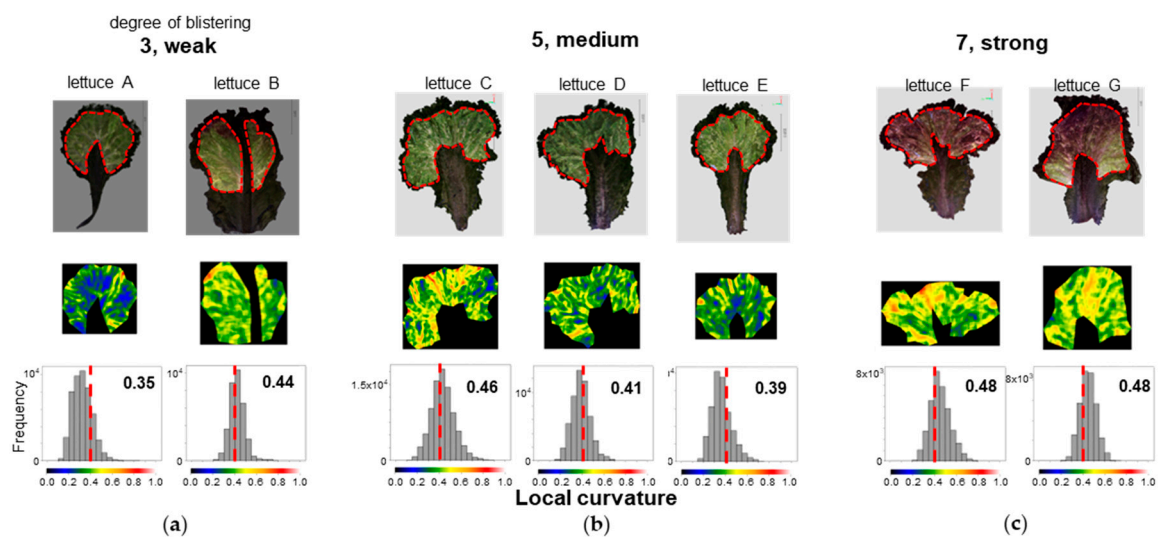 degree of blistering
3, weak
5, medium
7, strong
lettuce A
lettuce B
lettuce C
lettuce D
lettuce E
lettuce F
lettuce G
Frequency
10⁴
0
0.35
10⁴
0
0.44
1.5x10⁴
0
0.46
10⁴
0
0.41
0
0.39
8x10³
0
0.48
8x10³
0
0.48
0.0 0.2 0.4 0.6 0.8 1.0
0.0 0.2 0.4 0.6 0.8 1.0
0.0 0.2 0.4 0.6 0.8 1.0
0.0 0.2 0.4 0.6 0.8 1.0
0.0 0.2 0.4 0.6 0.8 1.0
0.0 0.2 0.4 0.6 0.8 1.0
0.0 0.2 0.4 0.6 0.8 1.0
Local curvature
(a)
(b)
(c)